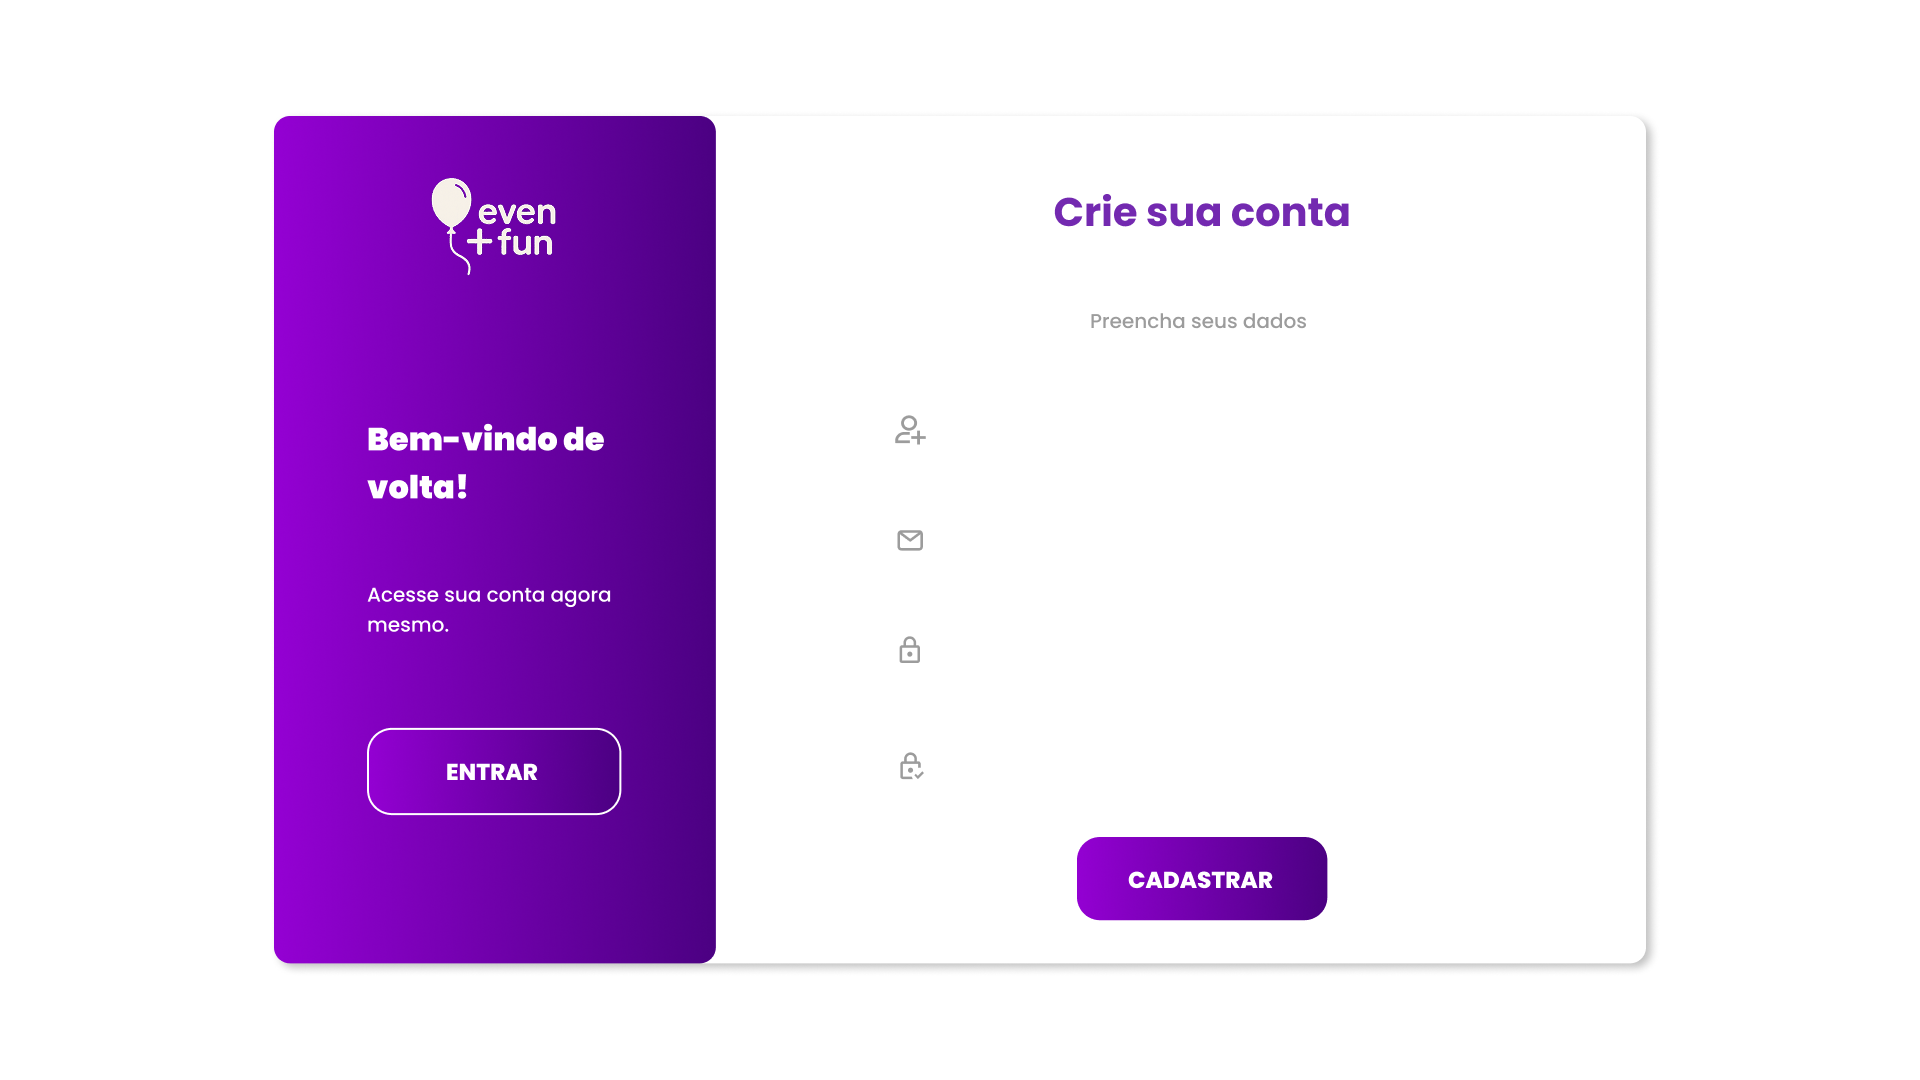 even
+fun
Bem-vindo de
volta!
Acesse sua conta agora
mesmo.
ENTRAR
Crie sua conta
Preencha seus dados
CADASTRAR